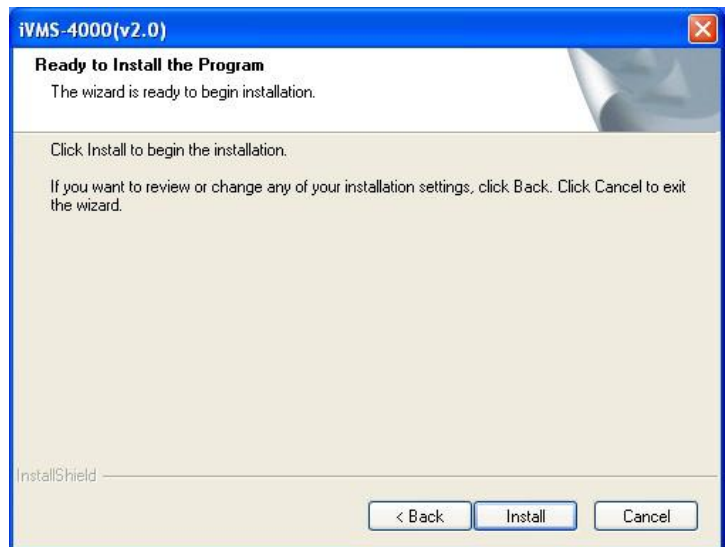 iVMS-4000(v2.0)
Ready to Install the Program
The wizard is ready to begin installation.
Click Install to begin the installation.
If you want to review or change any of your installation settings, click Back. Click Cancel to exit
the wizard.
InstallShield
< Back Install Cancel